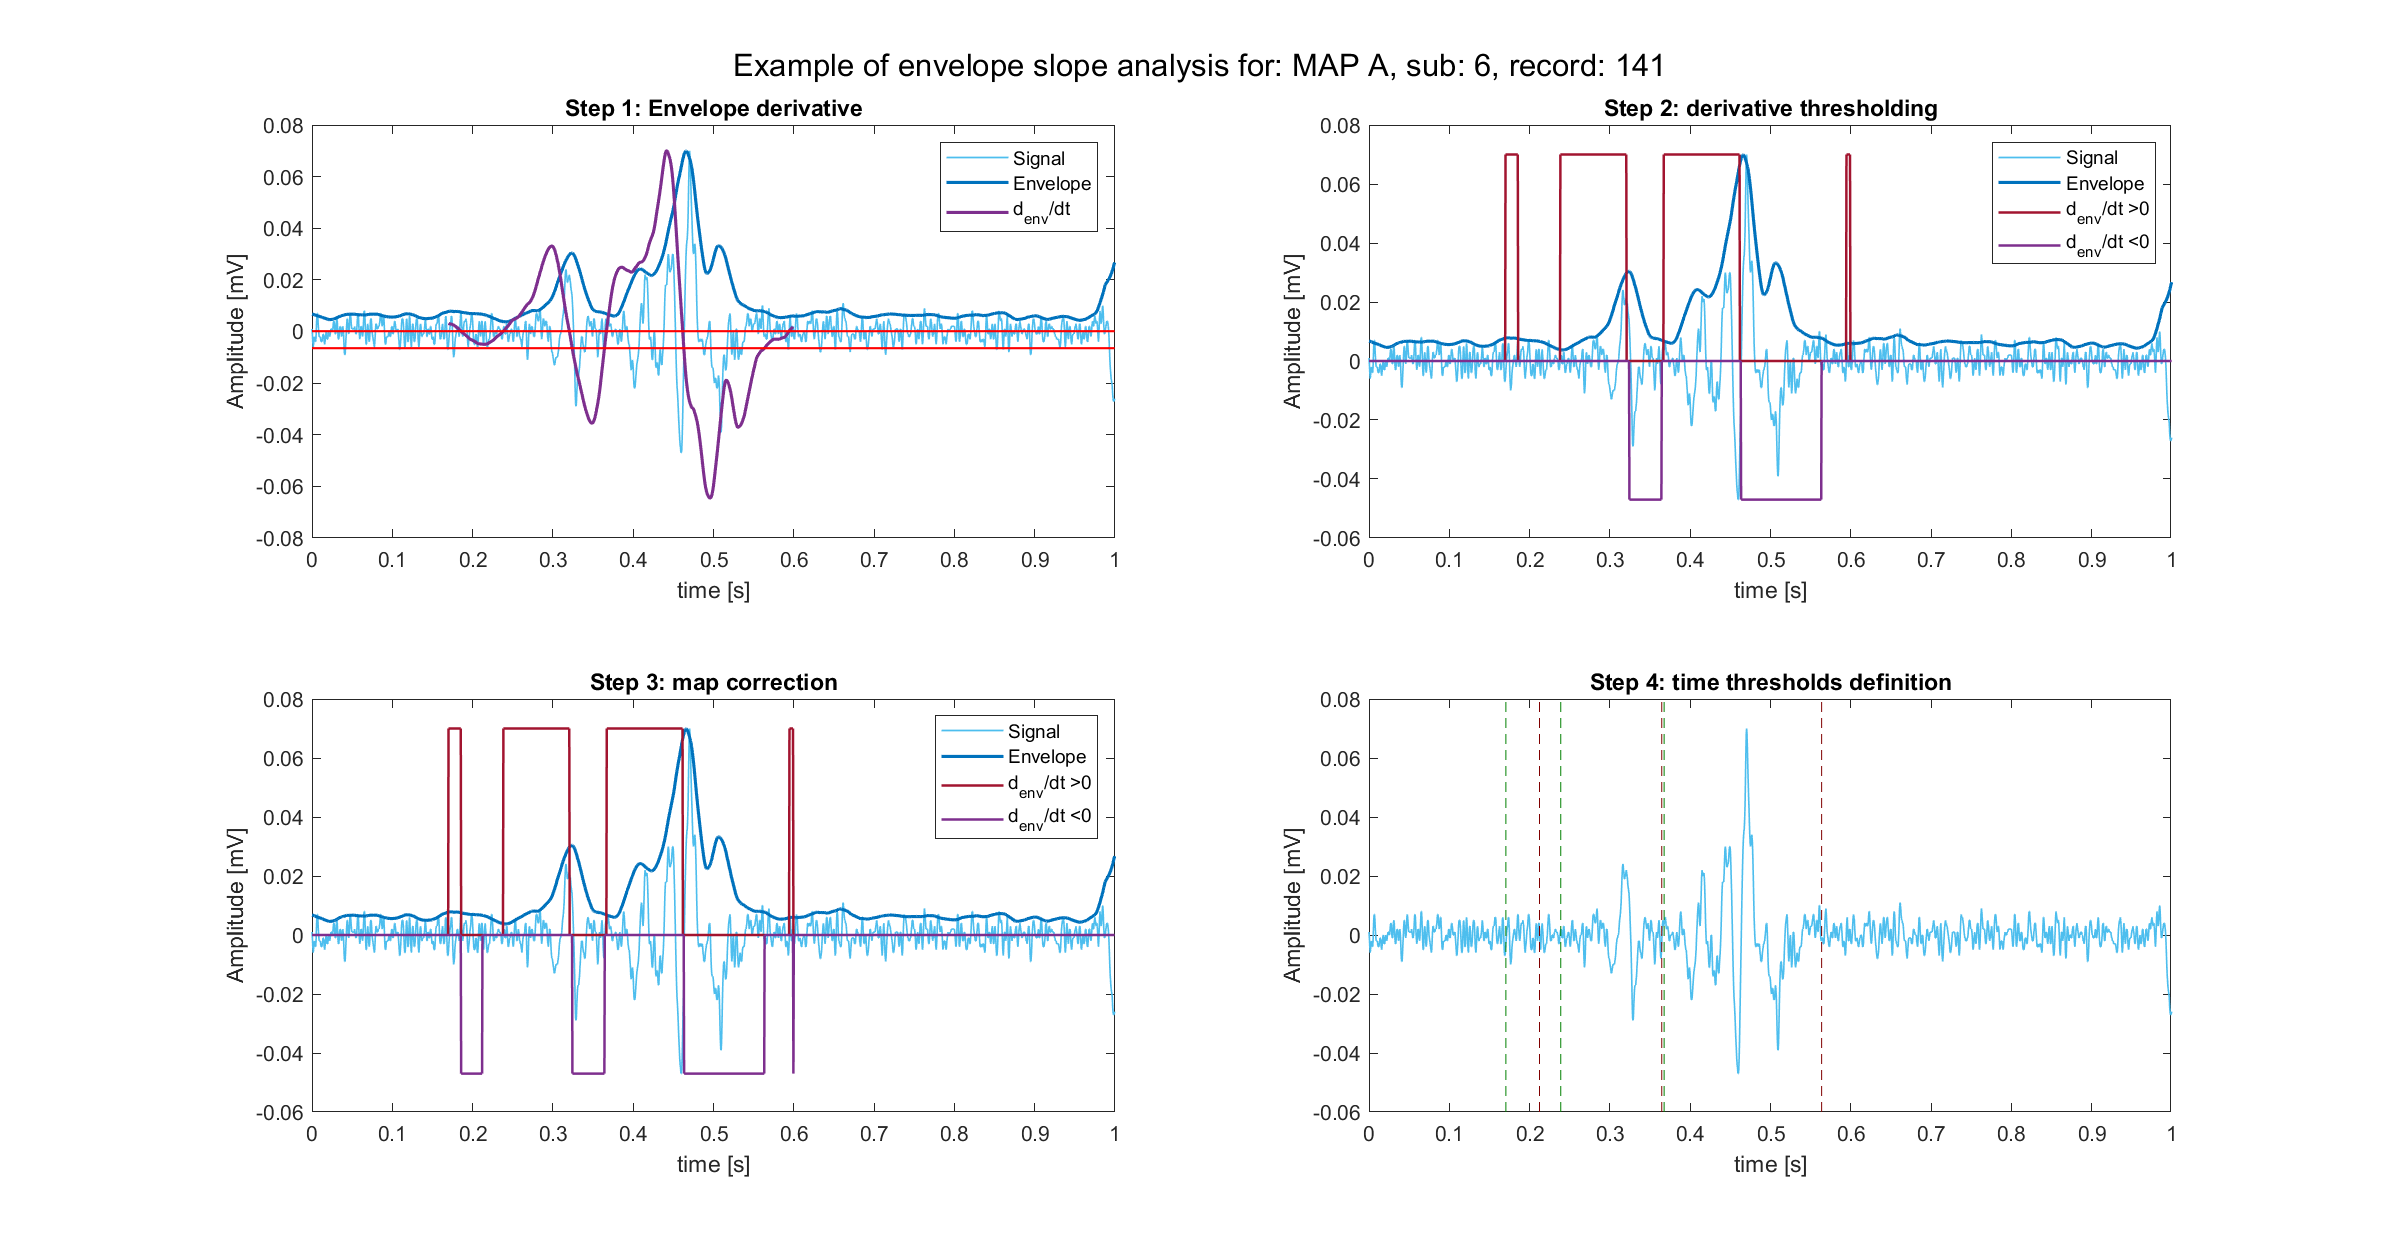 Example of envelope slope analysis for: MAP A, sub: 6, record: 141
Step 1: Envelope derivative
0.08
0.06
0.04
0.02
0
-0.02
-0.04
-0.06
-0.08
Amplitude [mV]
0 0.1 0.2 0.3 0.4 0.5 0.6 0.7 0.8 0.9 1
time [s]
Signal
Envelope
d_env/dt
Step 2: derivative thresholding
0.08
0.06
0.04
0.02
0
-0.02
-0.04
-0.06
Amplitude [mV]
0 0.1 0.2 0.3 0.4 0.5 0.6 0.7 0.8 0.9 1
time [s]
Signal
Envelope
d_env/dt >0
d_env/dt <0
Step 3: map correction
0.08
0.06
0.04
0.02
0
-0.02
-0.04
-0.06
Amplitude [mV]
0 0.1 0.2 0.3 0.4 0.5 0.6 0.7 0.8 0.9 1
time [s]
Signal
Envelope
d_env/dt >0
d_env/dt <0
Step 4: time thresholds definition
0.08
0.06
0.04
0.02
0
-0.02
-0.04
-0.06
Amplitude [mV]
0 0.1 0.2 0.3 0.4 0.5 0.6 0.7 0.8 0.9 1
time [s]